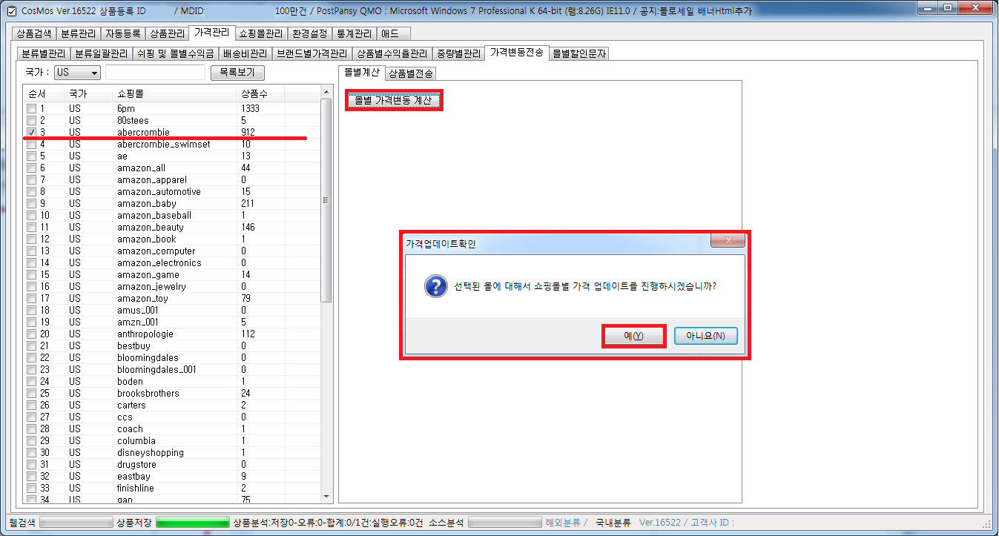 CosMos Ver.16522 상품등록 ID / MDID: 100만건 / PostPansy QMO : Microsoft Windows 7 Professional K 64-bit (램:8.26G) IE11.0 / 공지:플로세일 배너Html추가
상품검색 분류관리 자동등록 상품관리 가격관리 쇼핑몰관리 환경설정 통계관리 애드
분류별관리 분류일괄관리 쉬핑 및 몰별수익금 배송비관리 브랜드별가격관리 상품별수익율관리 중량별관리 가격변동전송 몰별할인문자
국가 : US 목록보기
몰별계산 상품별전송
몰별 가격변동 계산
순서 국가 쇼핑몰 상품수
1 US 6pm 1333
2 US 80stees 5
3 US abercrombie 912
4 US abercrombie_swimset 10
5 US ae 13
6 US amazon_all 44
7 US amazon_apparel 0
8 US amazon_automotive 15
9 US amazon_baby 211
10 US amazon_baseball 1
11 US amazon_beauty 146
12 US amazon_book 1
13 US amazon_computer 0
14 US amazon_electronics 0
15 US amazon_game 14
16 US amazon_jewelry 0
17 US amazon_toy 79
18 US amus_001 0
19 US amzn_001 5
20 US anthropologie 112
21 US bestbuy 0
22 US bloomingdales 0
23 US bloomingdales_001 0
24 US boden 1
25 US brooksbrothers 24
26 US carters 2
27 US ccs 0
28 US coach 1
29 US columbia 1
30 US disneyshopping 1
31 US drugstore 0
32 US eastbay 9
33 US finishline 2
34 US gap 75
가격업데이트확인
선택된 몰에 대해서 쇼핑몰별 가격 업데이트를 진행하시겠습니까?
예(Y) 아니요(N)
웹검색 상품저장 상품분석:저장0-오류:0-합계:0/1건:실행오류:0건 소스분석 해외분류 / 국내분류 Ver.16522 / 고객사 ID :